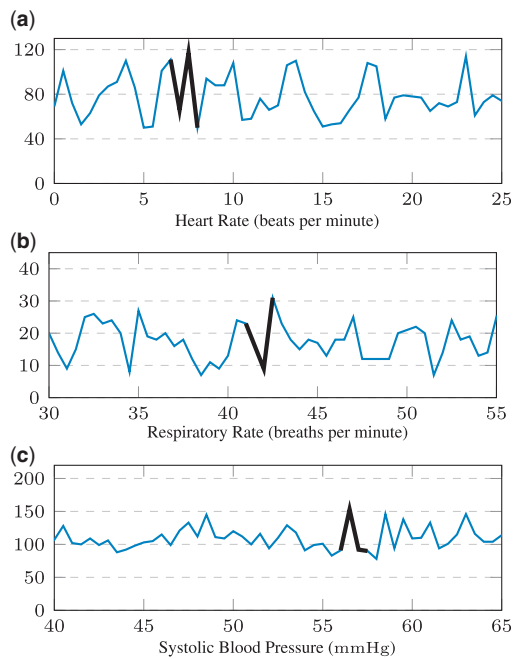 (a)
120
80
40
0
0 5 10 15 20 25
Heart Rate (beats per minute)
(b)
40
30
20
10
0
30 35 40 45 50 55
Respiratory Rate (breaths per minute)
(c)
200
150
100
50
0
40 45 50 55 60 65
Systolic Blood Pressure (mmHg)